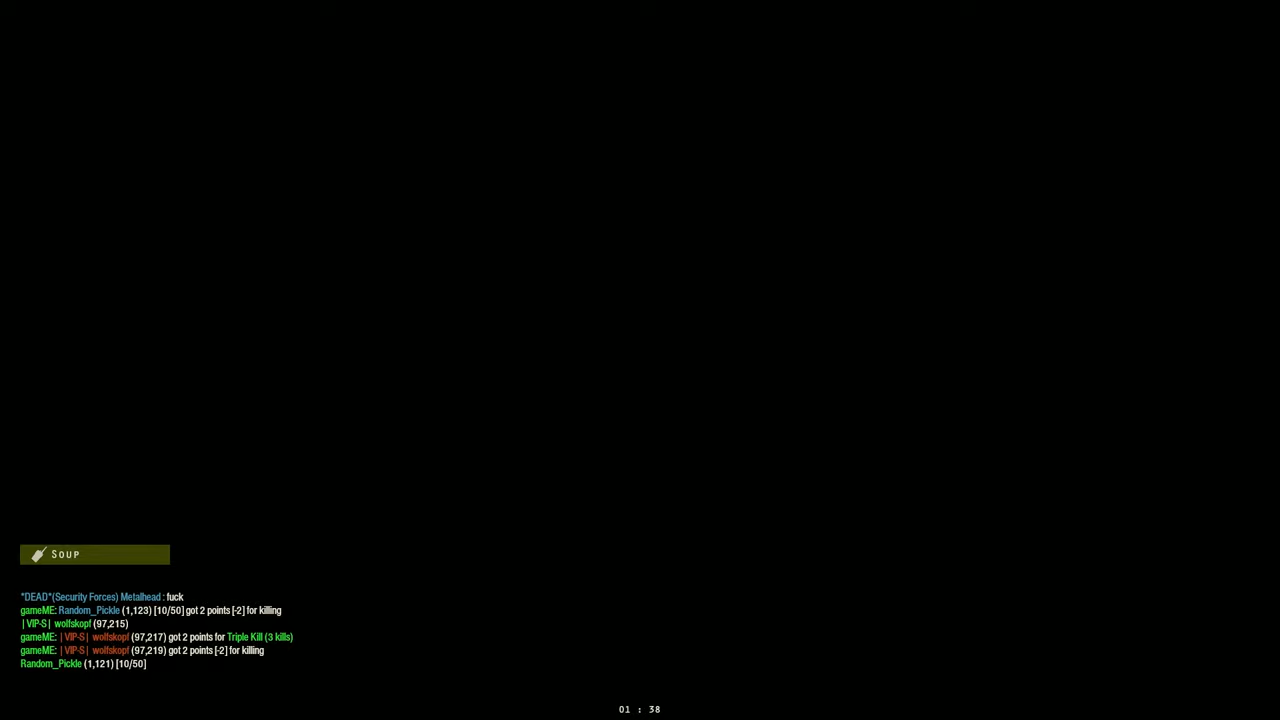 Soup
*DEAD*(Security Forces) Metalhead : fuck
gameME: Random_Pickle (1,123) [10/50] got 2 points [-2] for killing
|VIP-S| wolfskopf (97,215)
gameME: |VIP-S| wolfskopf (97,217) got 2 points for Triple Kill (3 kills)
gameME: |VIP-S| wolfskopf (97,219) got 2 points [-2] for killing
Random_Pickle (1,121) [10/50]
01 : 38